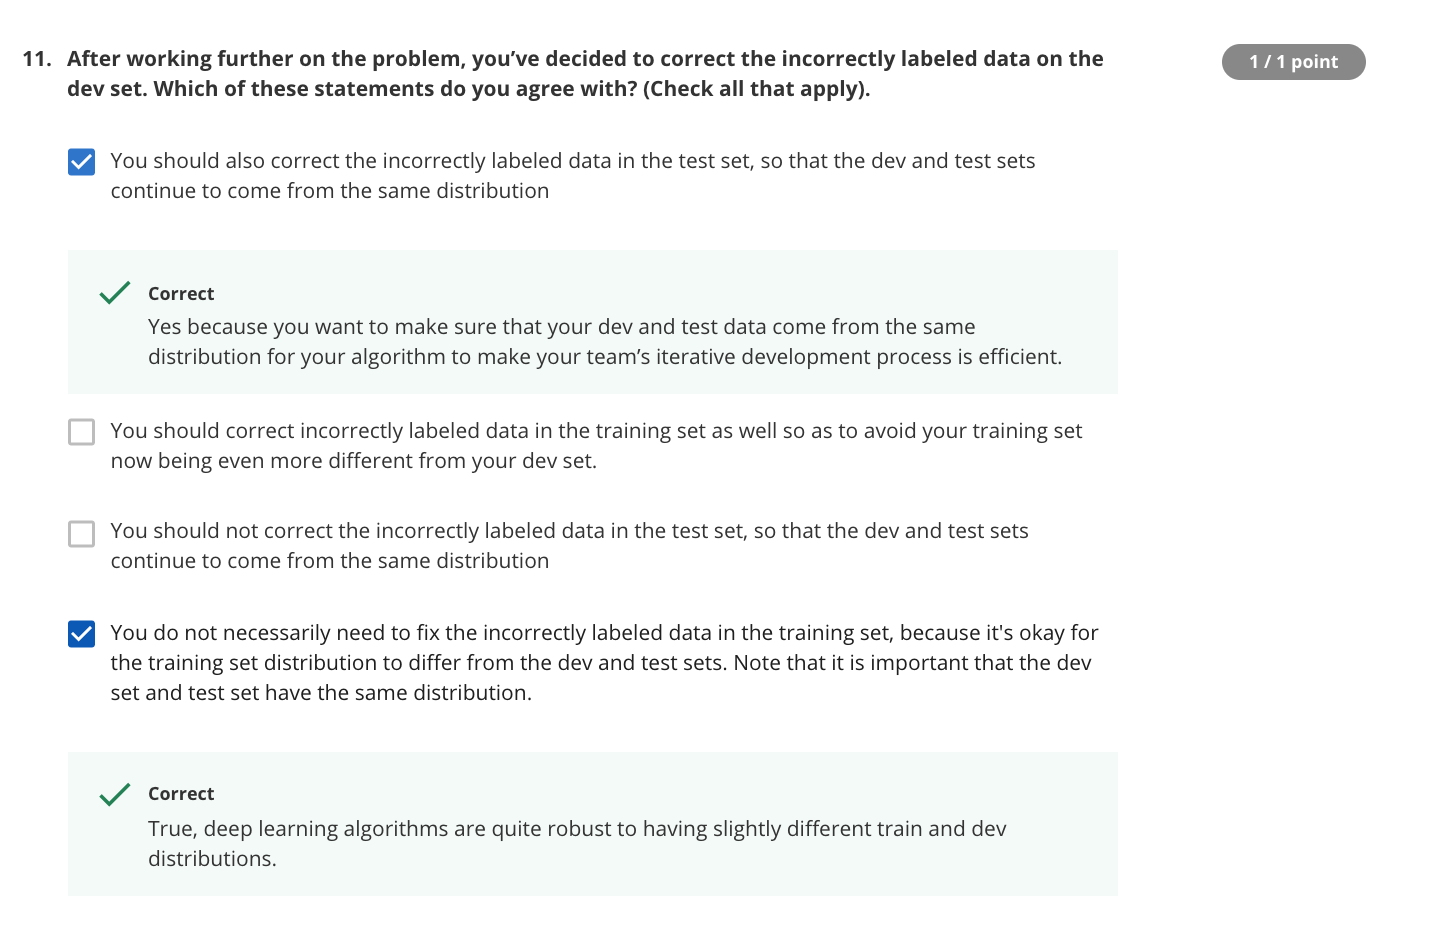 11. After working further on the problem, you’ve decided to correct the incorrectly labeled data on the
dev set. Which of these statements do you agree with? (Check all that apply).
1 / 1 point
You should also correct the incorrectly labeled data in the test set, so that the dev and test sets
continue to come from the same distribution
Correct
Yes because you want to make sure that your dev and test data come from the same
distribution for your algorithm to make your team’s iterative development process is efficient.
You should correct incorrectly labeled data in the training set as well so as to avoid your training set
now being even more different from your dev set.
You should not correct the incorrectly labeled data in the test set, so that the dev and test sets
continue to come from the same distribution
You do not necessarily need to fix the incorrectly labeled data in the training set, because it's okay for
the training set distribution to differ from the dev and test sets. Note that it is important that the dev
set and test set have the same distribution.
Correct
True, deep learning algorithms are quite robust to having slightly different train and dev
distributions.